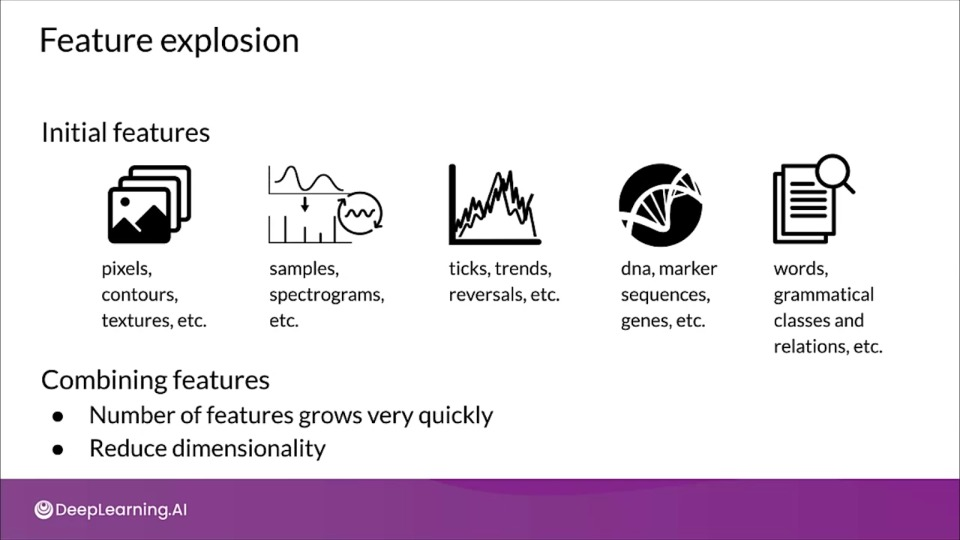 Feature explosion
Initial features
pixels,
contours,
textures, etc.
samples,
spectrograms,
etc.
ticks, trends,
reversals, etc.
dna, marker
sequences,
genes, etc.
words,
grammatical
classes and
relations, etc.
Combining features
● Number of features grows very quickly
● Reduce dimensionality
DeepLearning.AI